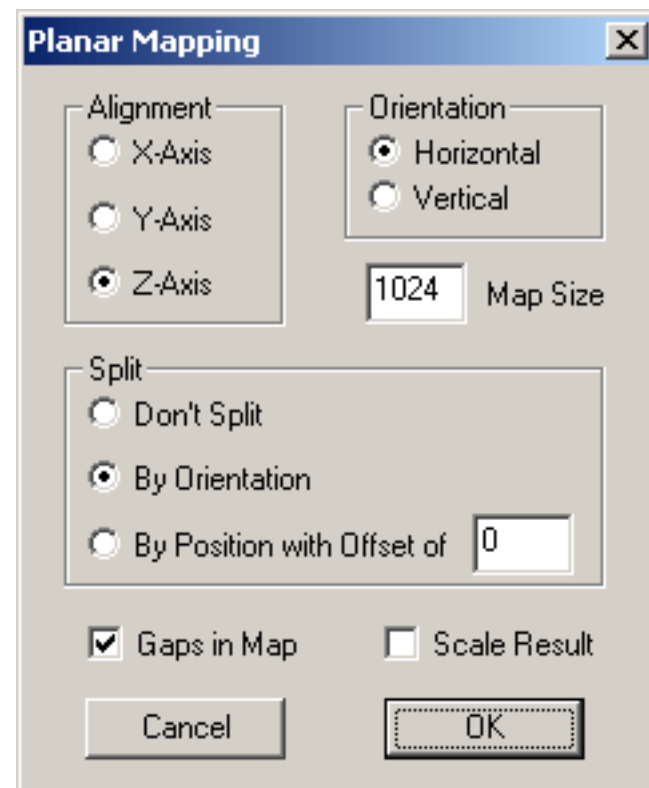 Planar Mapping
Alignment
X-Axis
Y-Axis
Z-Axis
Orientation
Horizontal
Vertical
1024 Map Size
Split
Don't Split
By Orientation
By Position with Offset of 0
Gaps in Map
Scale Result
Cancel
OK